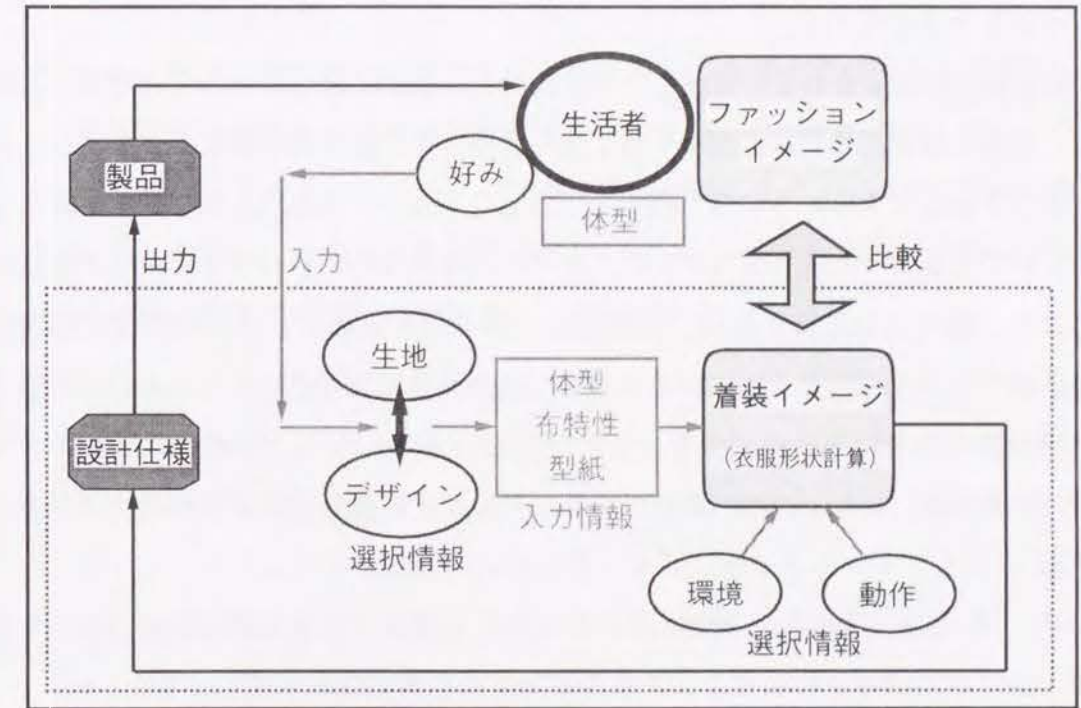 生活者
ファッション
イメージ
好み
製品
体型
出力
入力
比較
生地
体型
布特性
型紙
入力情報
着装イメージ
(衣服形状計算)
設計仕様
デザイン
選択情報
環境
動作
選択情報